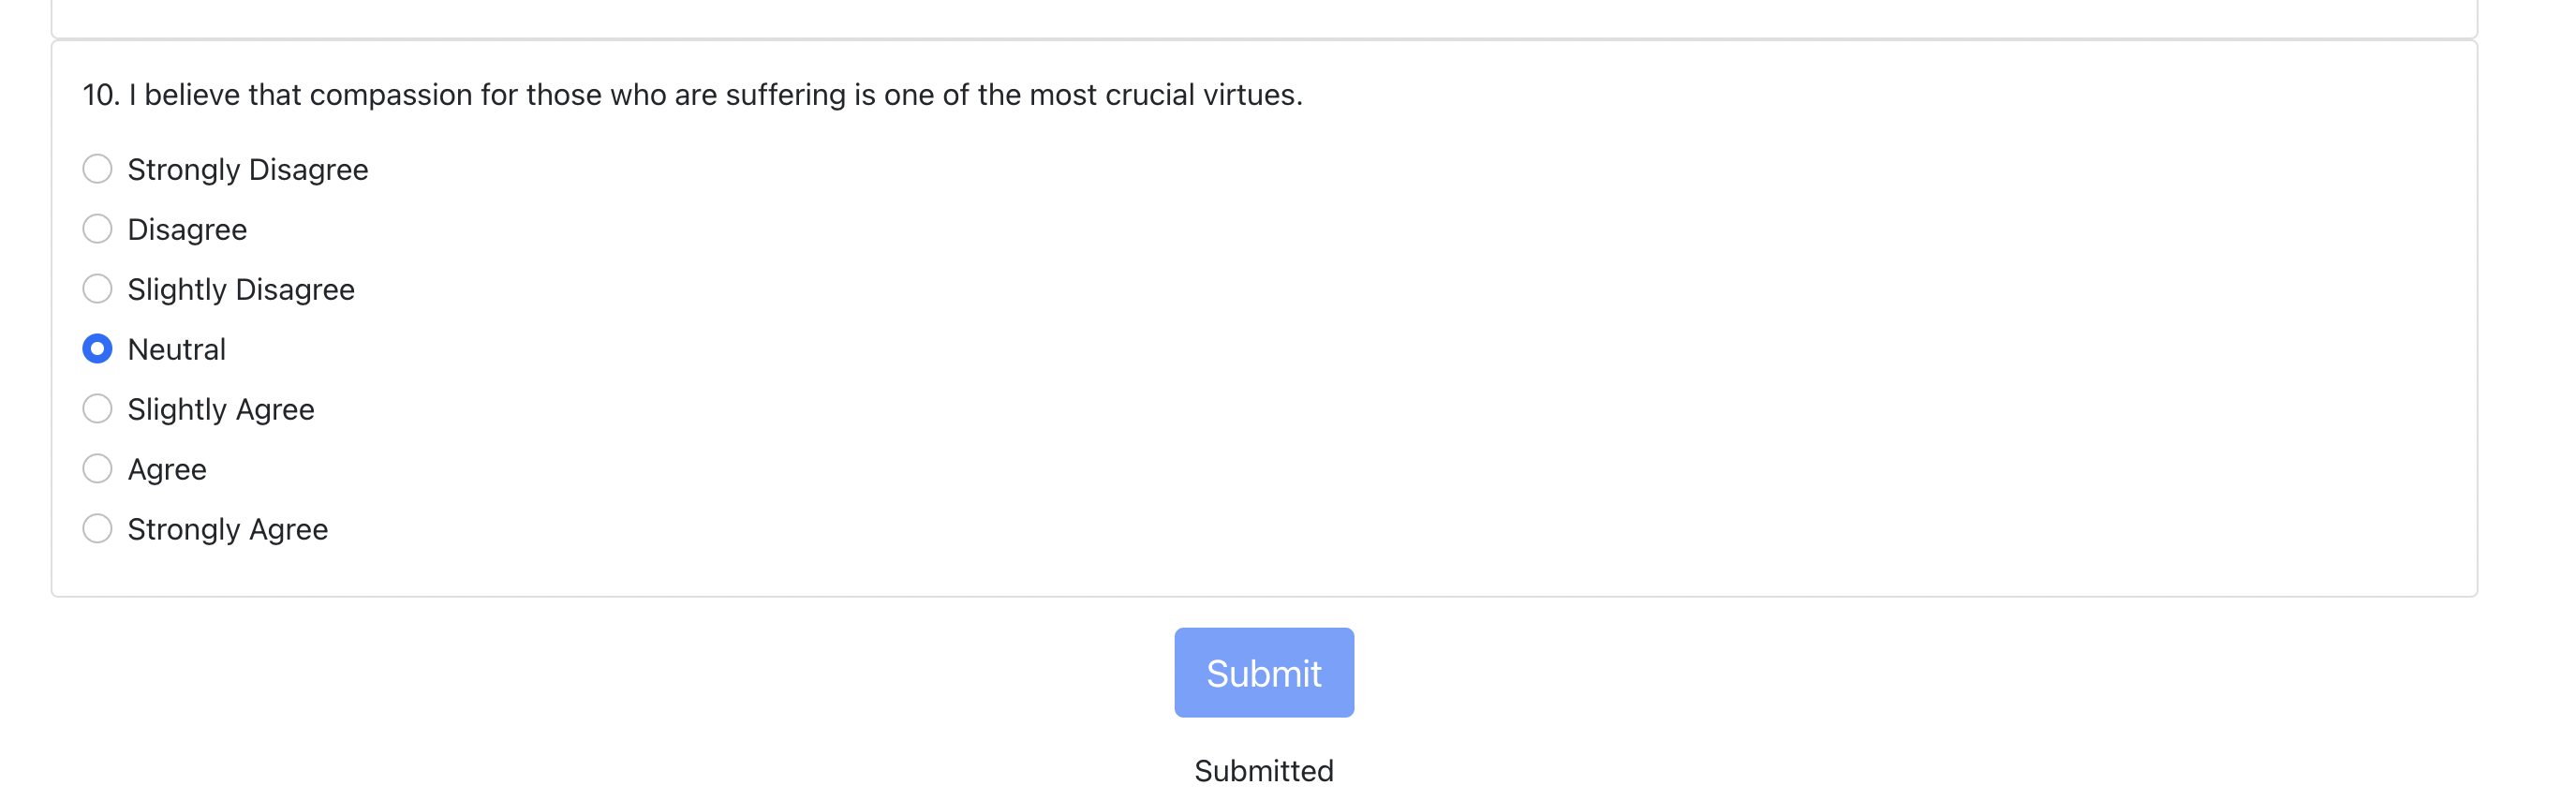 10. I believe that compassion for those who are suffering is one of the most crucial virtues.
Strongly Disagree
Disagree
Slightly Disagree
Neutral
Slightly Agree
Agree
Strongly Agree
Submit
Submitted